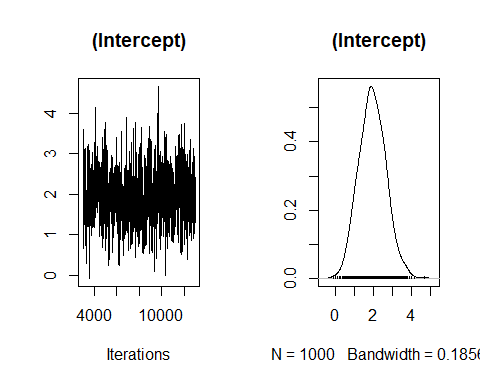 (Intercept)
(Intercept)
4
3
2
1
0
4000 10000
Iterations
0.4
0.2
0.0
0 2 4
N = 1000 Bandwidth = 0.1856